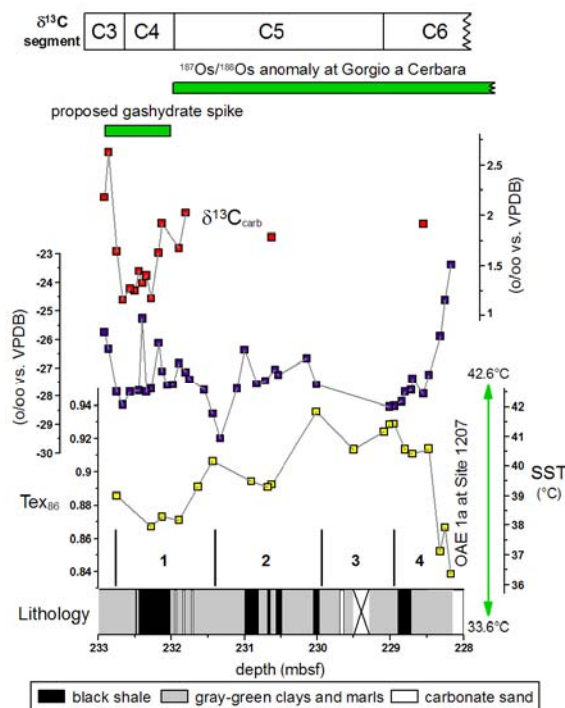 δ¹³C
segment
C3 C4 C5 C6
¹⁸⁷Os/¹⁸⁸Os anomaly at Gorgio a Cerbara
proposed gashydrate spike
2.5
2
1.5
1
(o/oo vs. VPDB)
δ¹³Ccarb
-23
-24
-25
-26
-27
-28
-29
-30
(o/oo vs. VPDB)
0.94
0.92
0.9
0.88
0.86
0.84
Tex₈₆
42.6°C
42
41
40
39
38
37
36
SST
(°C)
OAE 1a at Site 1207
33.6°C
1 2 3 4
Lithology
233 232 231 230 229 228
depth (mbsf)
black shale gray-green clays and marls carbonate sand